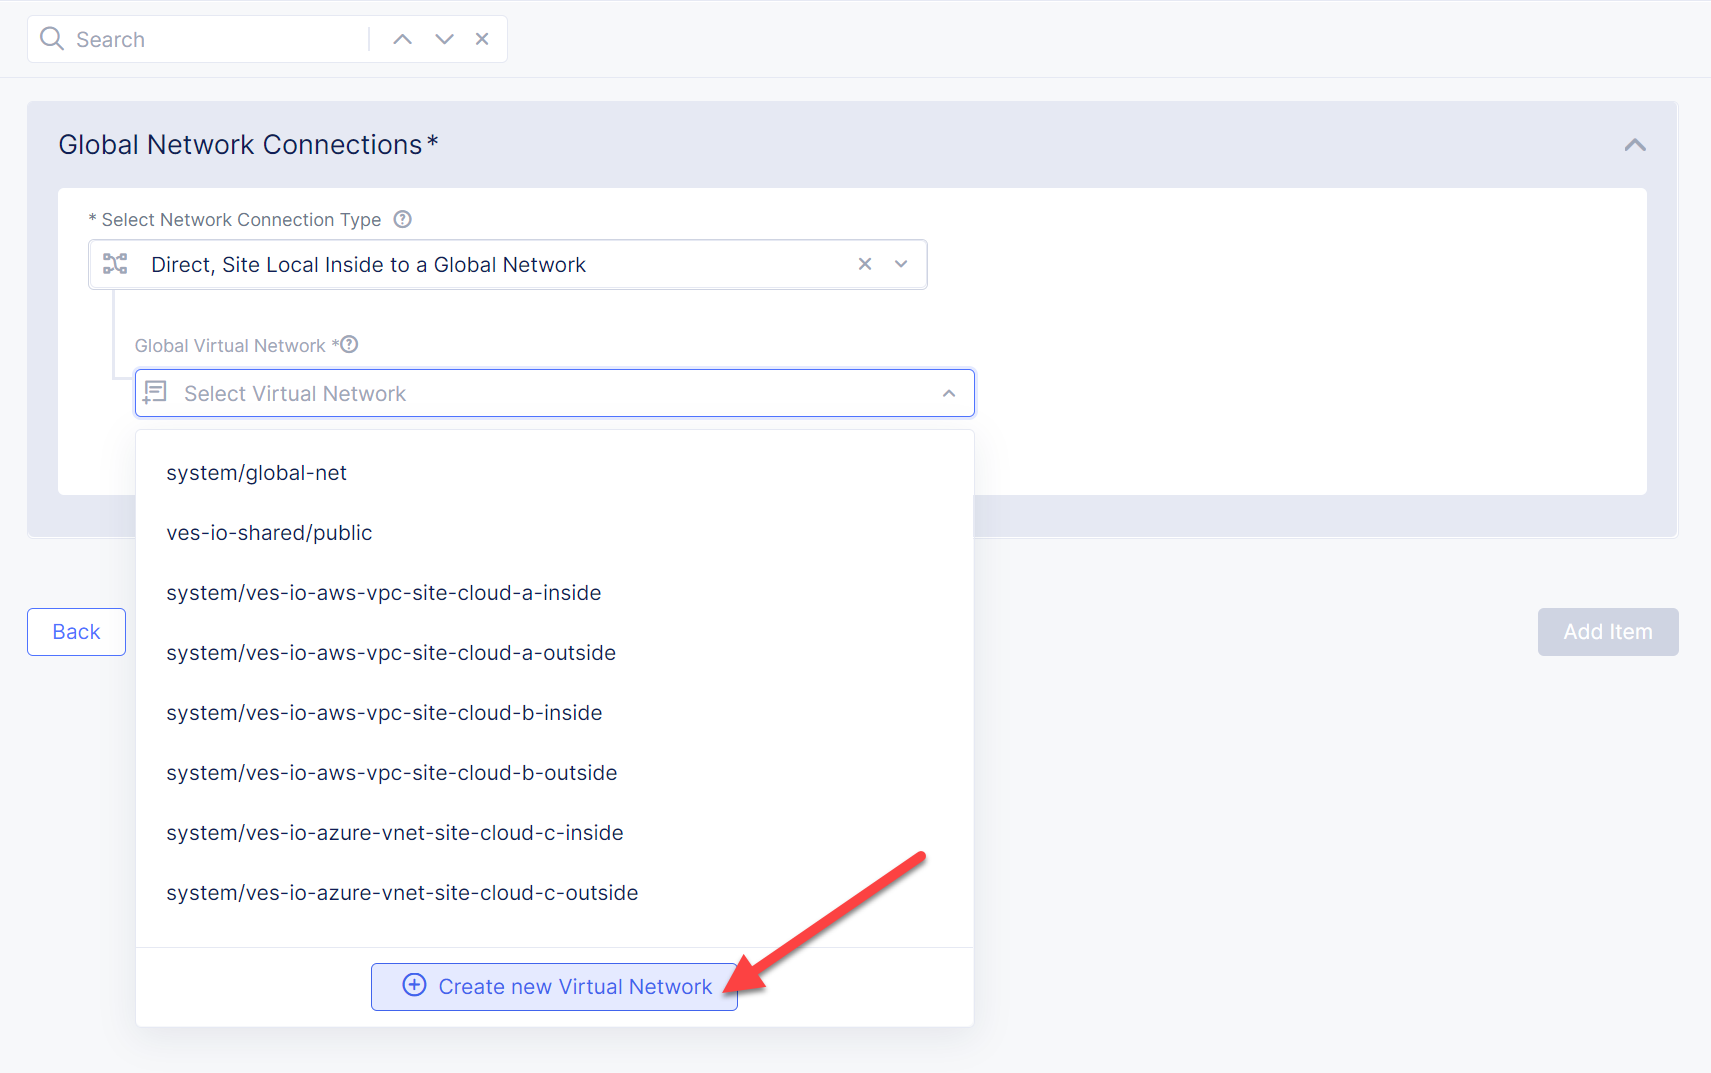 Search
Global Network Connections*
* Select Network Connection Type
Direct, Site Local Inside to a Global Network
Global Virtual Network *
Select Virtual Network
system/global-net
ves-io-shared/public
system/ves-io-aws-vpc-site-cloud-a-inside
system/ves-io-aws-vpc-site-cloud-a-outside
system/ves-io-aws-vpc-site-cloud-b-inside
system/ves-io-aws-vpc-site-cloud-b-outside
system/ves-io-azure-vnet-site-cloud-c-inside
system/ves-io-azure-vnet-site-cloud-c-outside
Create new Virtual Network
Back
Add Item